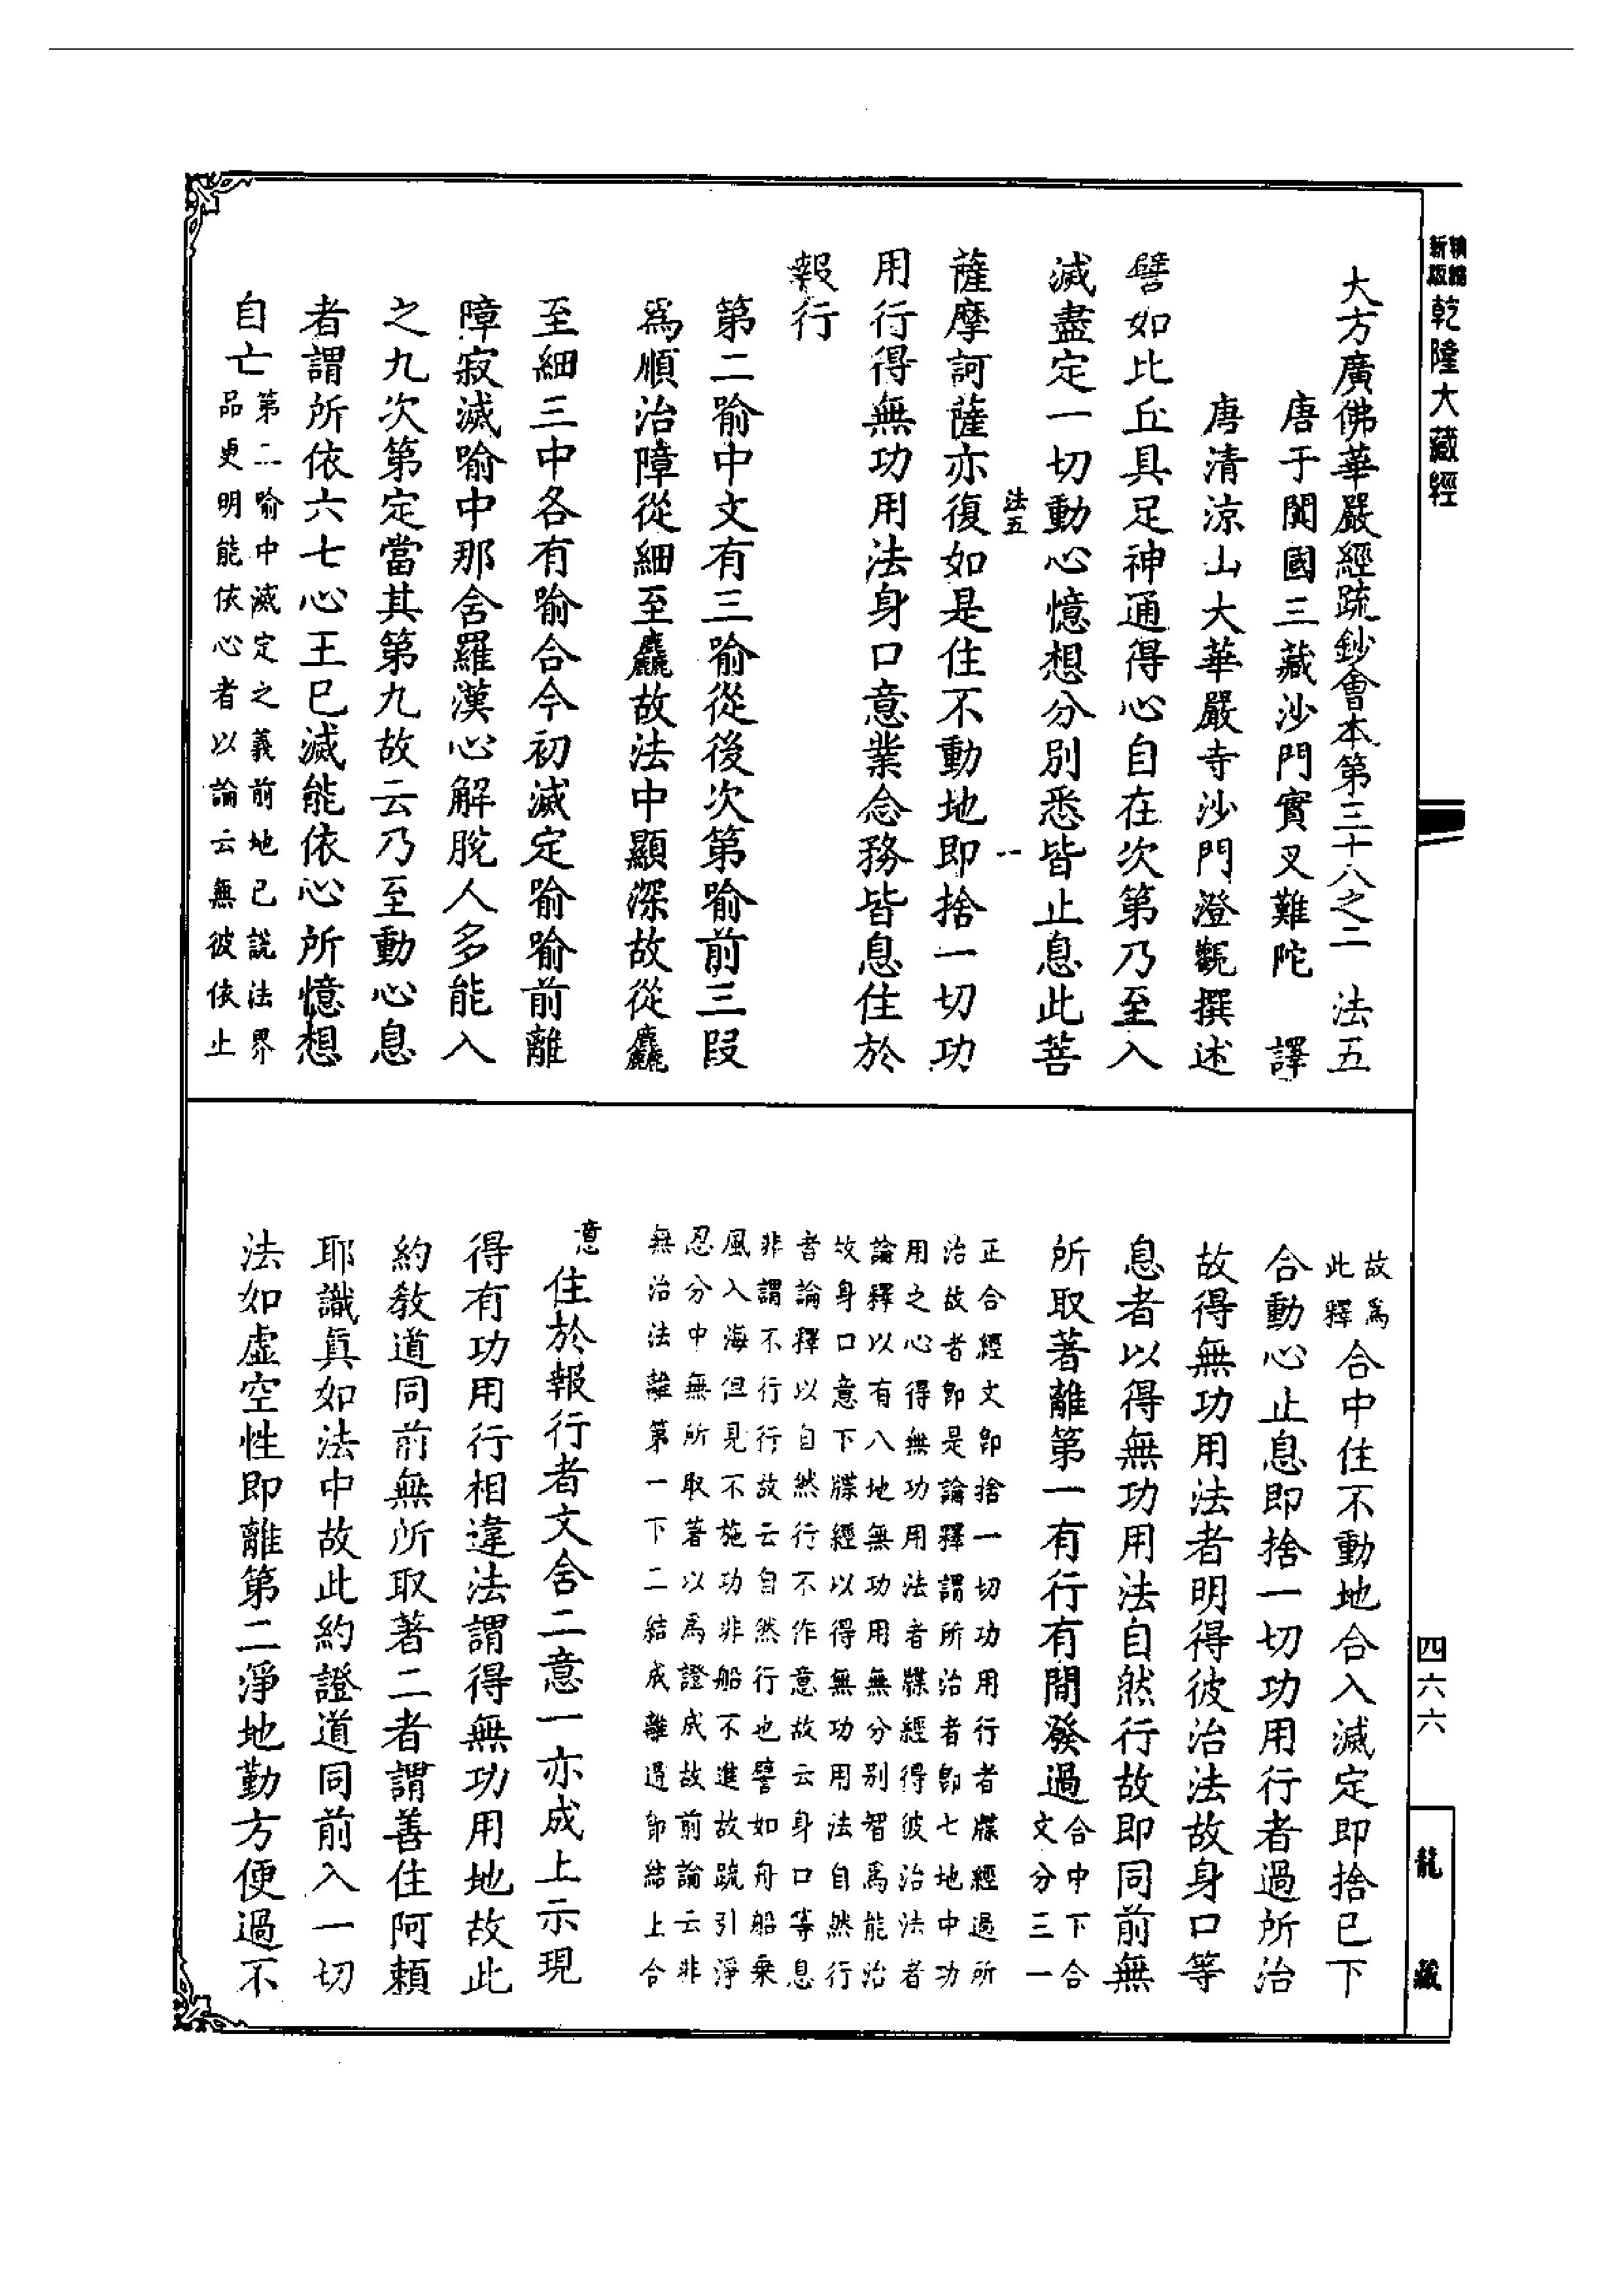 精縮新版乾隆大藏經
大方廣佛華嚴經疏鈔會本第三十八之二　法五
唐于闐國三藏沙門實叉難陀　譯
唐清涼山大華嚴寺沙門澄觀撰述
譬如比丘具足神通得心自在次第乃至入
滅盡定一切動心憶想分別悉皆止息此菩
法五　一
薩摩訶薩亦復如是住不動地即捨一切功
用行得無功用法身口意業念務皆息住於
報行
第二喻中文有三喻從後次第喻前三段
爲順治障從細至麤故法中顯深故從麤
至細三中各有喻合今初滅定喻喻前離
障寂滅喻中那含羅漢心解脫人多能入
之九次第定當其第九故云乃至動心息
者謂所依六七心王已滅能依心所憶想
自亡第二喻中滅定之義前地已說法界
品更明能依心者以論云無彼依止
故爲
此釋合中住不動地合入滅定即捨已下
合動心止息即捨一切功用行者過所治
故得無功用法者明得彼治法故身口等
息者以得無功用法自然行故即同前無
所取著離第一有行有間發過合中下合
文分三一
正合經文即捨一切功用行者牒經過所
治故者即是論釋謂所治者即七地中功
用之心得無功用法者牒經得彼治法者
論釋以有八地無功用無分別智爲能治
故身口意下牒經以得無功用法自然行
者論釋以自然行不作意故云身口等息
非謂不行行故云自然行也譬如舟船乘
風入海但見不施功非船不進故疏引淨
忍分中無所取著以爲證成故前論云非
無治法離第一下二結成離過即結上合
意
住於報行者文含二意一亦成上示現
得有功用行相違法謂得無功用地故此
約教道同前無所取著二者謂善住阿賴
耶識眞如法中故此約證道同前入一切
法如虛空性即離第二淨地勤方便過不
四六六
龍藏